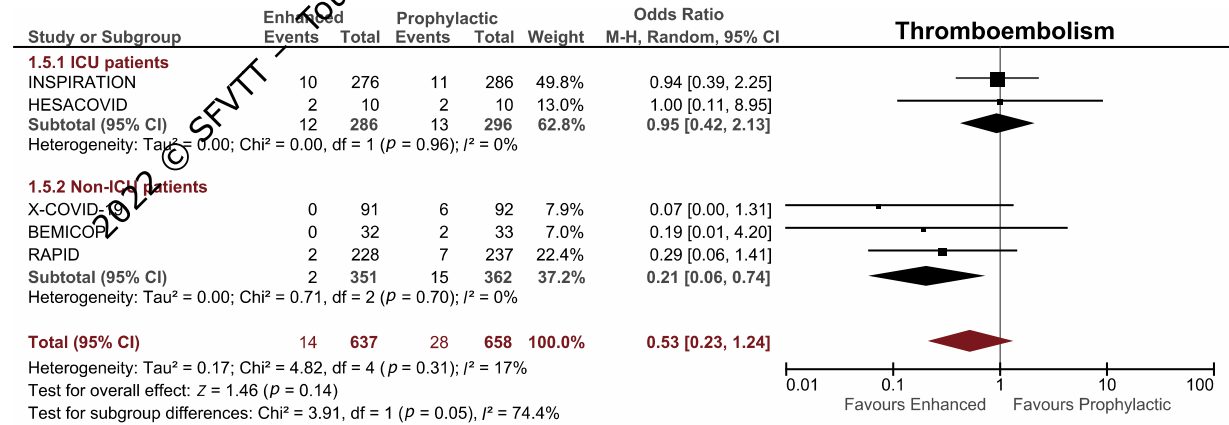 Enhanced Prophylactic Odds Ratio
Study or Subgroup Events Total Events Total Weight M-H, Random, 95% CI Thromboembolism
1.5.1 ICU patients
INSPIRATION 10 276 11 286 49.8% 0.94 [0.39, 2.25]
HESACOVID 2 10 2 10 13.0% 1.00 [0.11, 8.95]
Subtotal (95% CI) 12 286 13 296 62.8% 0.95 [0.42, 2.13]
Heterogeneity: Tau² = 0.00; Chi² = 0.00, df = 1 (p = 0.96); I² = 0%
1.5.2 Non-ICU patients
X-COVID-19 0 91 6 92 7.9% 0.07 [0.00, 1.31]
BEMICOP 0 32 2 33 7.0% 0.19 [0.01, 4.20]
RAPID 2 228 7 237 22.4% 0.29 [0.06, 1.41]
Subtotal (95% CI) 2 351 15 362 37.2% 0.21 [0.06, 0.74]
Heterogeneity: Tau² = 0.00; Chi² = 0.71, df = 2 (p = 0.70); I² = 0%
Total (95% CI) 14 637 28 658 100.0% 0.53 [0.23, 1.24]
Heterogeneity: Tau² = 0.17; Chi² = 4.82, df = 4 (p = 0.31); I² = 17%
Test for overall effect: Z = 1.46 (p = 0.14)
Test for subgroup differences: Chi² = 3.91, df = 1 (p = 0.05), I² = 74.4%
0.01 0.1 1 10 100
Favours Enhanced Favours Prophylactic
2022 © SFVTT -